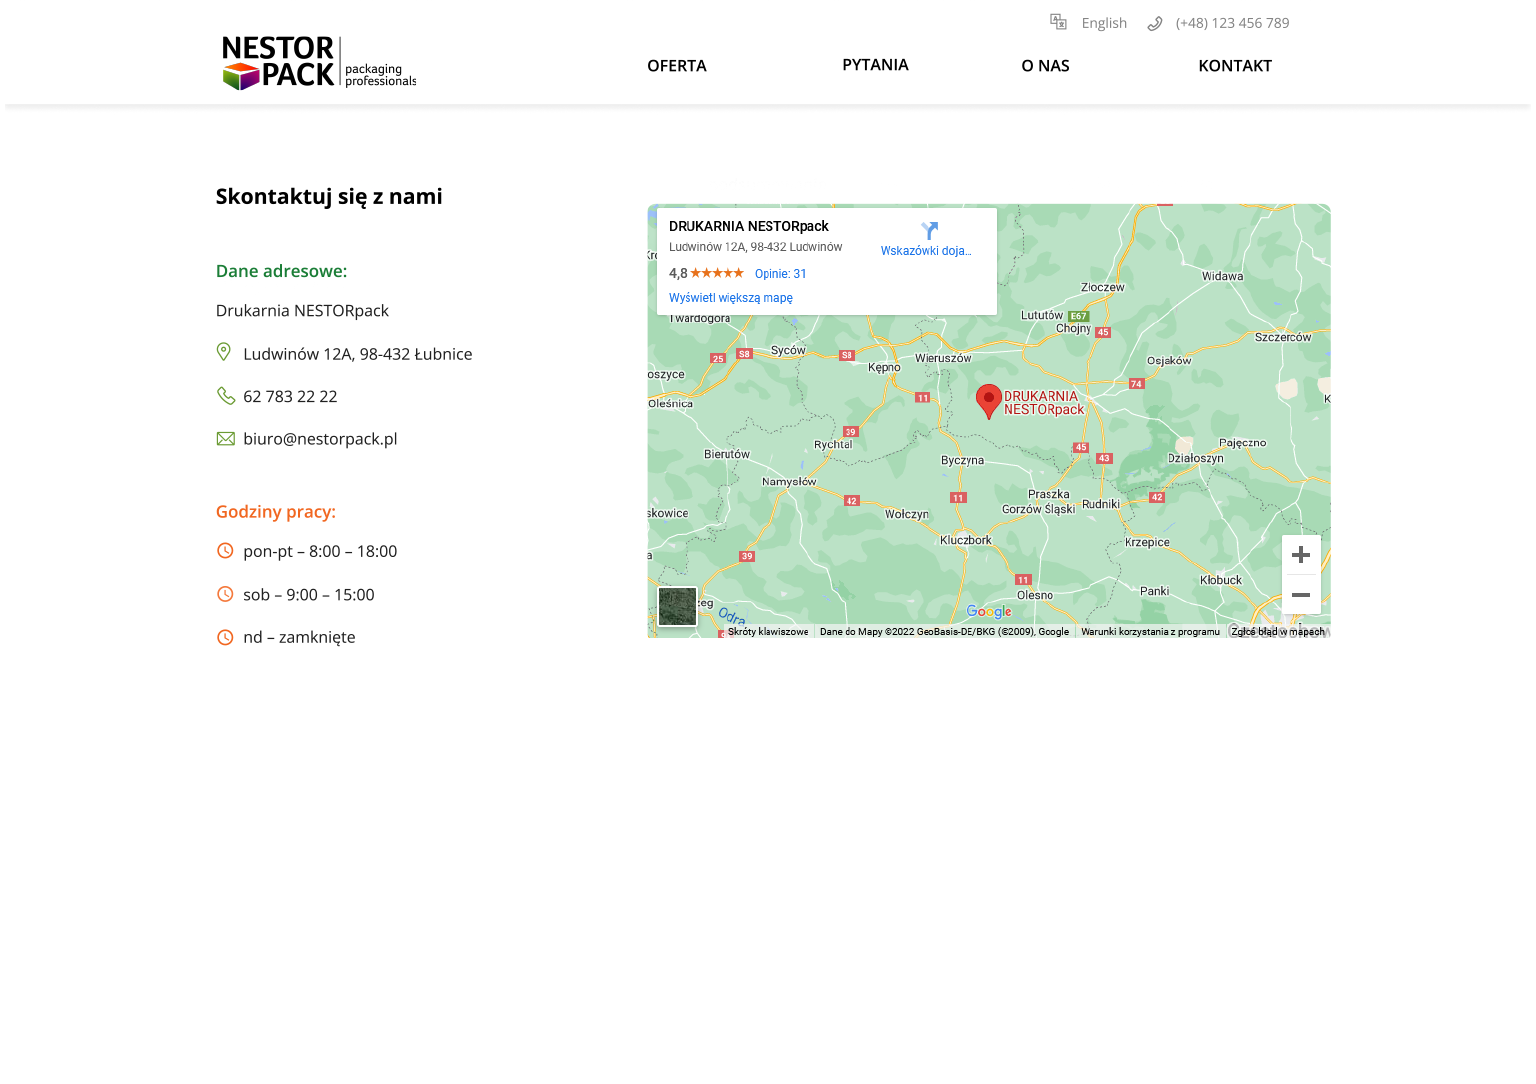 English
(+48) 123 456 789
NESTOR
PACK
packaging
professionals
OFERTA
PYTANIA
O NAS
KONTAKT
Skontaktuj się z nami
Dane adresowe:
Drukarnia NESTORpack
Ludwinów 12A, 98-432 Łubnice
62 783 22 22
biuro@nestorpack.pl
Godziny pracy:
pon-pt – 8:00 – 18:00
sob – 9:00 – 15:00
nd – zamknięte
DRUKARNIA NESTORpack
Ludwinów 12A, 98-432 Ludwinów
Wskazówki doja...
4,8
Opinie: 31
Wyświetl większą mapę
Twardogóra
Widawa
Złoczew
Lututów
E67
Chojny
45
Szczerców
25
S8
Syców
S8
Wieruszów
Osjaków
Kępno
oszyce
74
Oleśnica
11
DRUKARNIA
NESTORpack
39
Rychtal
45
Pajęczno
Bierutów
Byczyna
43
Działoszyn
Namysłów
42
11
Praszka
42
Gorzów Śląski
Rudniki
skowice
Wołczyn
Kluczbork
Krzepice
39
11
Kłobuck
Olesno
Panki
zeg
Odra
Google
Skróty klawiszowe
Dane do Mapy ©2022 GeoBasis-DE/BKG (©2009), Google
Warunki korzystania z programu
Zgłoś błąd w mapach